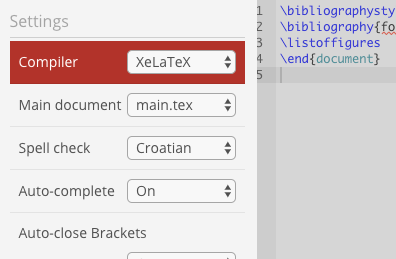 Settings
Compiler XeLaTeX
Main document main.tex
Spell check Croatian
Auto-complete On
Auto-close Brackets
1 \bibliographysty
2 \bibliography{fo
3 \listoffigures
4 \end{document}
5